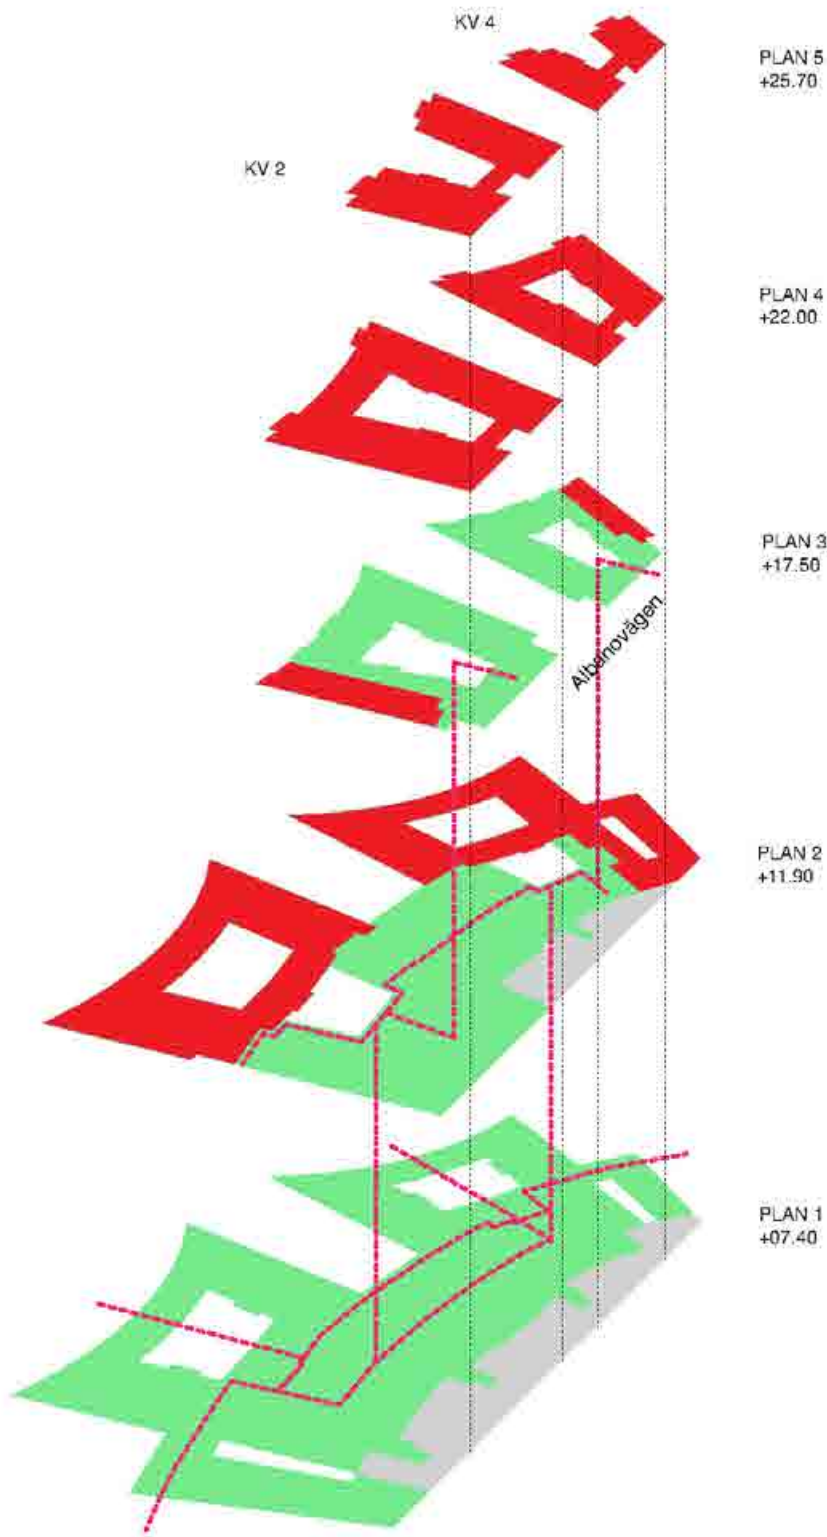 KV 4
PLAN 5
+25.70
KV 2
PLAN 4
+22.00
PLAN 3
+17.50
Albanovägen
PLAN 2
+11.90
PLAN 1
+07.40